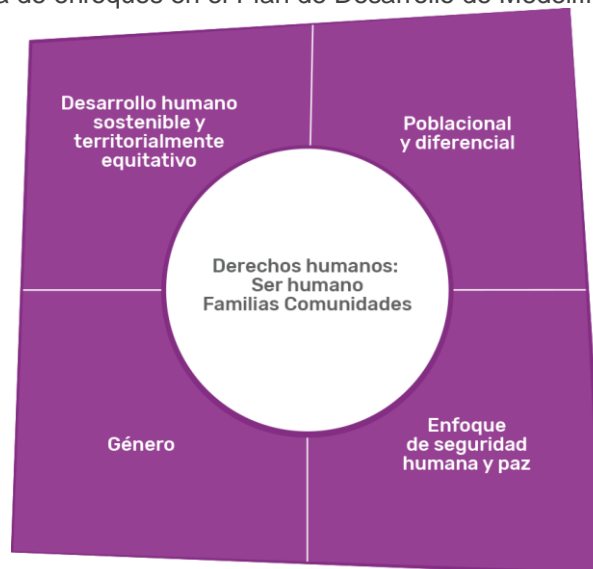 de enfoques en el Plan de Desarrollo de
Desarrollo humano
sostenible y
territorialmente
equitativo
Poblacional
y diferencial
Derechos humanos:
Ser humano
Familias Comunidades
Género
Enfoque
de seguridad
humana y paz